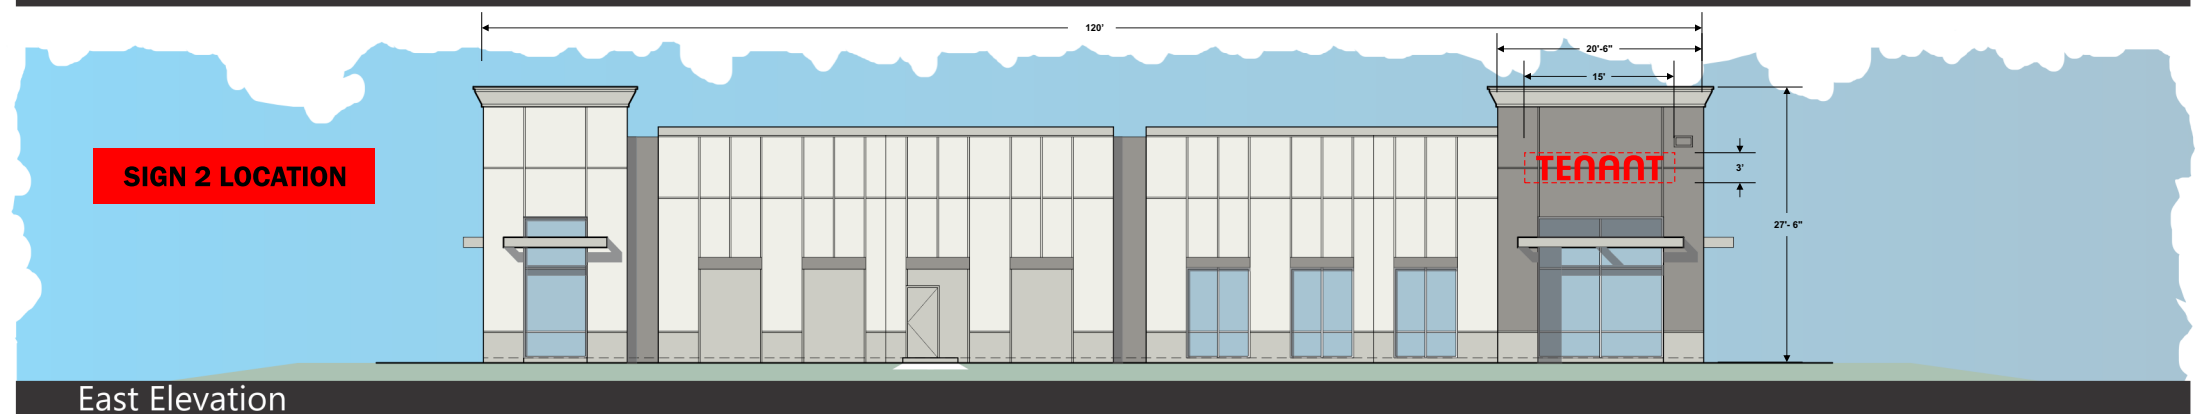 120'
20'-6"
15'
SIGN 2 LOCATION
TENANT
3'
27'- 6"
East Elevation